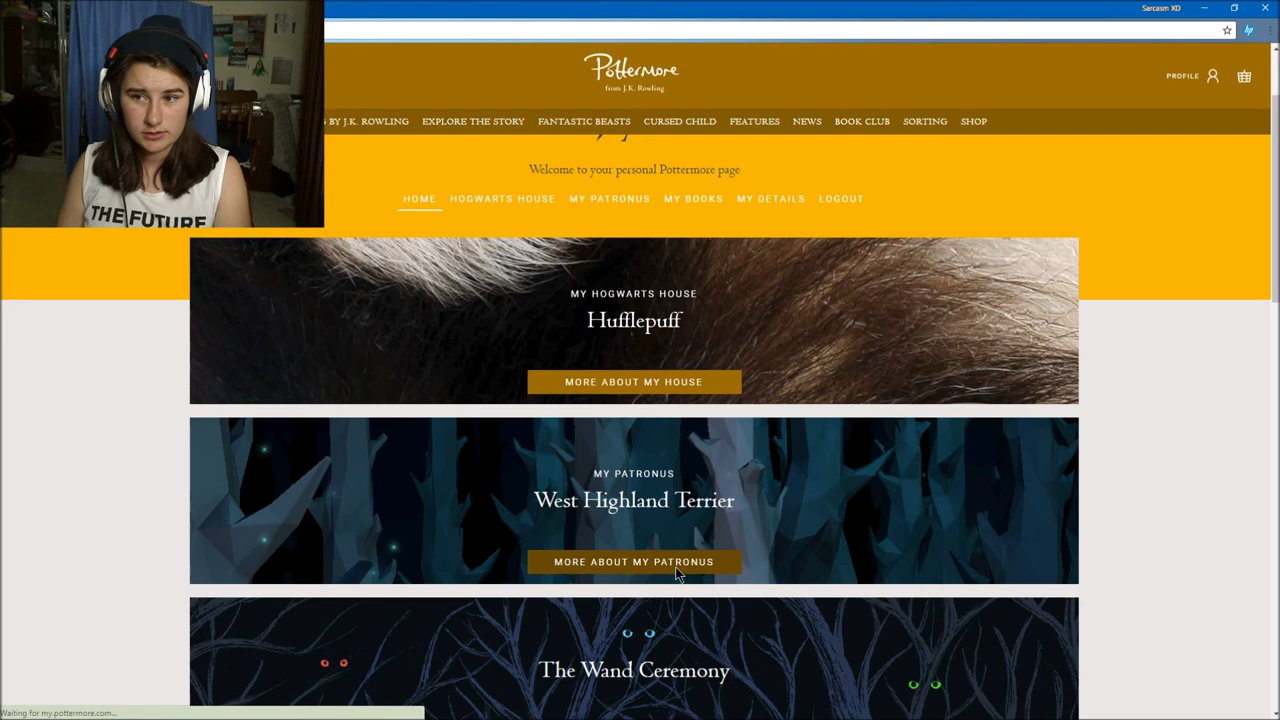 Sarcasm XD
Pottermore
from J.K. Rowling
PROFILE
BY J.K. ROWLING EXPLORE THE STORY FANTASTIC BEASTS CURSED CHILD FEATURES NEWS BOOK CLUB SORTING SHOP
Welcome to your personal Pottermore page
HOME HOGWARTS HOUSE MY PATRONUS MY BOOKS MY DETAILS LOGOUT
THE FUTURE
MY HOGWARTS HOUSE
Hufflepuff
MORE ABOUT MY HOUSE
MY PATRONUS
West Highland Terrier
MORE ABOUT MY PATRONUS
The Wand Ceremony
Waiting for my.pottermore.com...